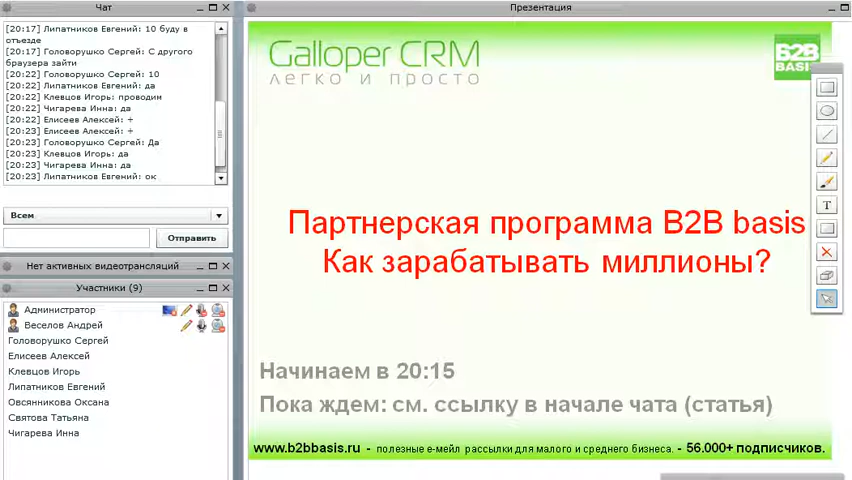 Чат
[20:17] Липатников Евгений: 10 буду в
отъезде
[20:17] Головорушко Сергей: С другого
браузера зайти
[20:22] Головорушко Сергей: 10
[20:22] Липатников Евгений: да
[20:22] Клевцов Игорь: проводим
[20:22] Чигарева Инна: да
[20:22] Елисеев Алексей: +
[20:23] Елисеев Алексей: +
[20:23] Головорушко Сергей: Да
[20:23] Клевцов Игорь: да
[20:23] Чигарева Инна: да
[20:23] Липатников Евгений: ок
Всем
Отправить
Нет активных видеотрансляций
Участники (9)
Администратор
Веселов Андрей
Головорушко Сергей
Елисеев Алексей
Клевцов Игорь
Липатников Евгений
Овсянникова Оксана
Святова Татьяна
Чигарева Инна
Презентация
Galloper CRM
легко и просто
B2B
BASI
Партнерская программа B2B basis
Как зарабатывать миллионы?
Начинаем в 20:15
Пока ждем: см. ссылку в начале чата (статья)
www.b2bbasis.ru - полезные е-мейл рассылки для малого и среднего бизнеса. - 56.000+ подписчиков.
T